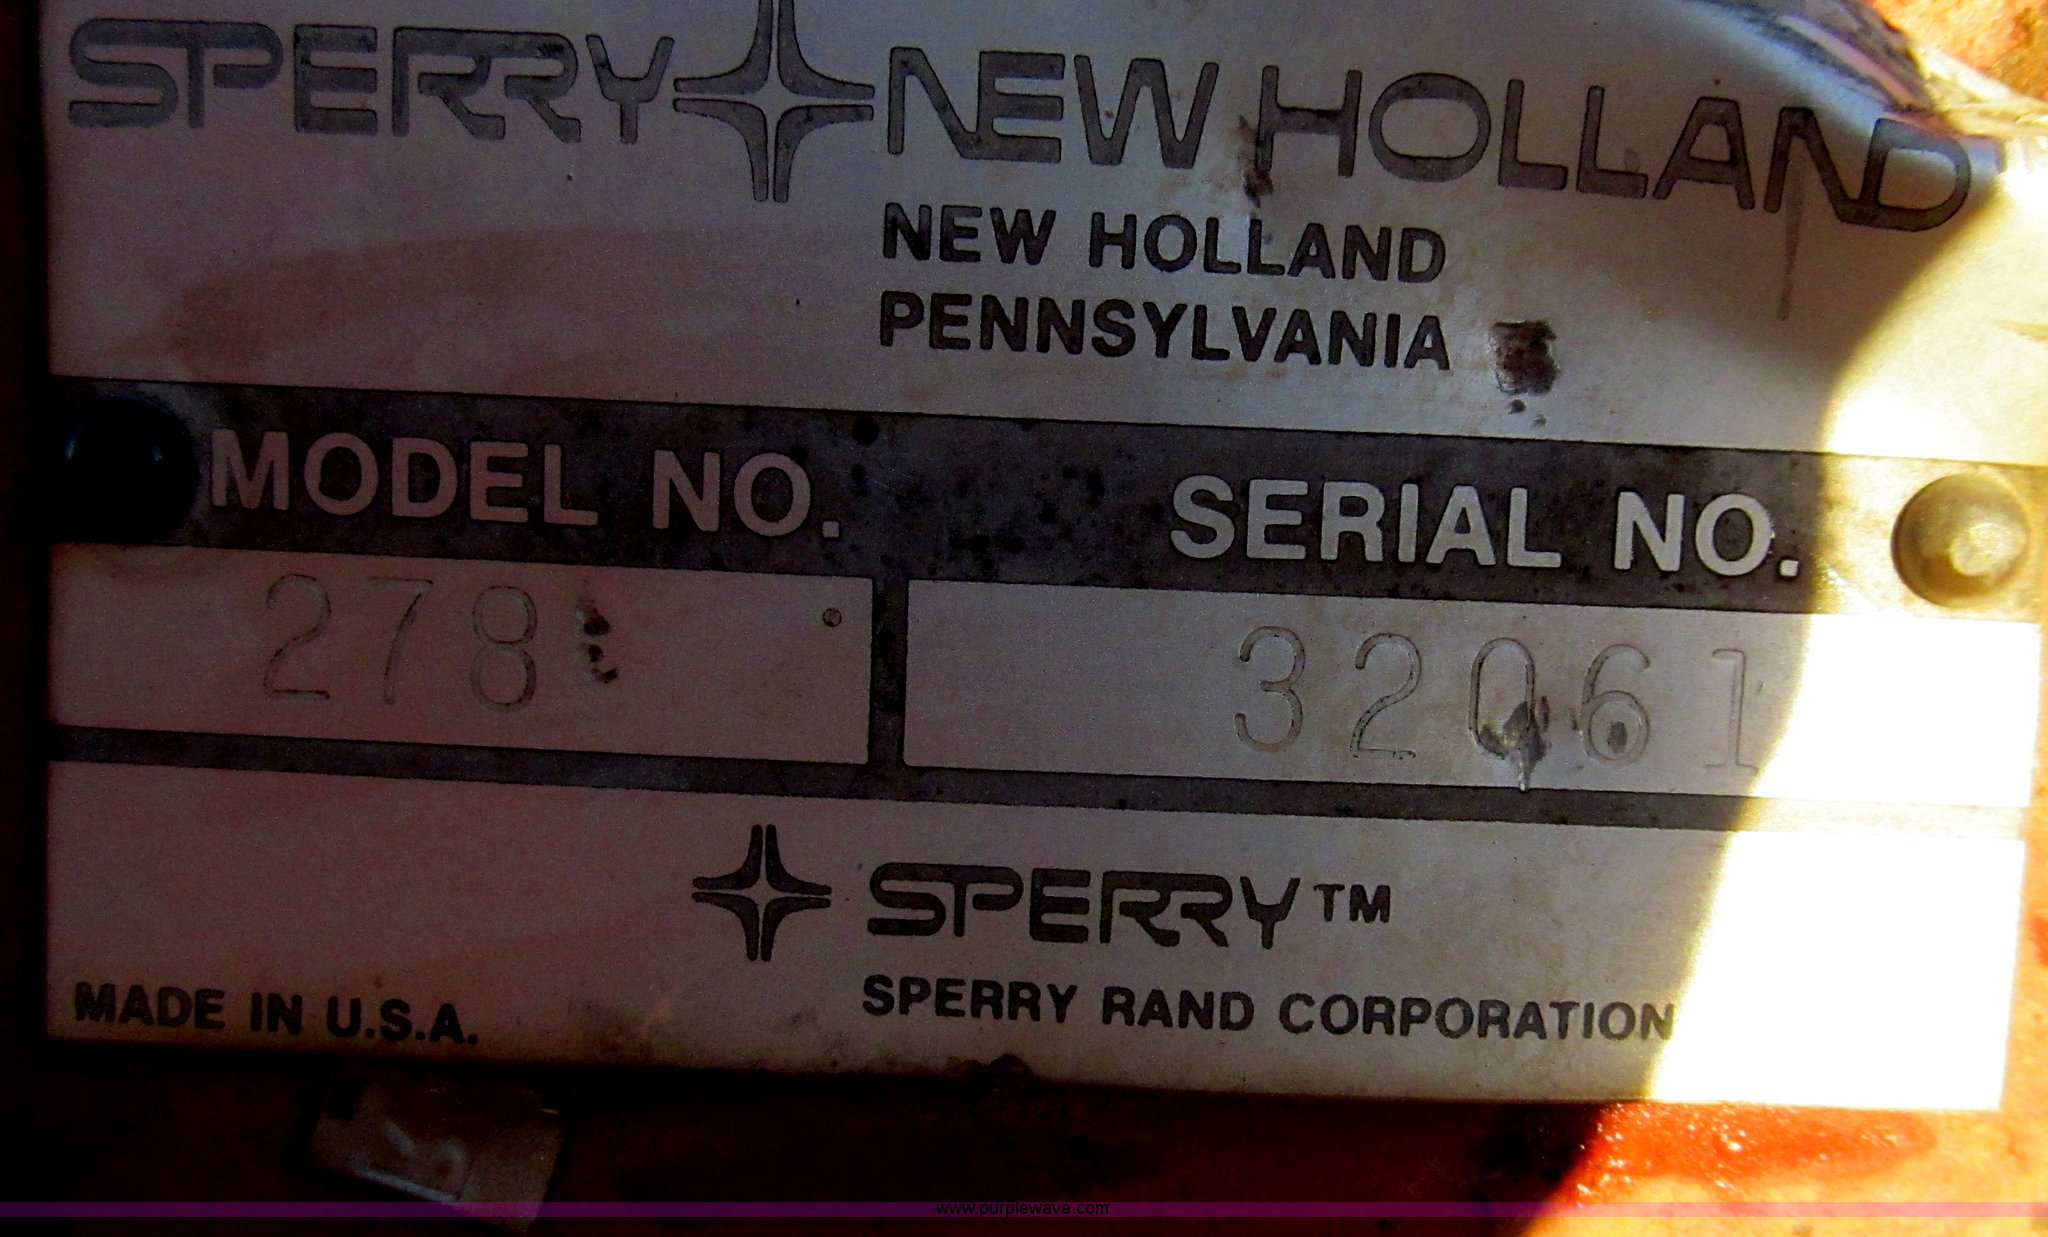 SPERRY NEW HOLLAND
NEW HOLLAND
PENNSYLVANIA
MODEL NO. SERIAL NO.
278 32061
SPERRY™
MADE IN U.S.A. SPERRY RAND CORPORATION
www.purplewave.com